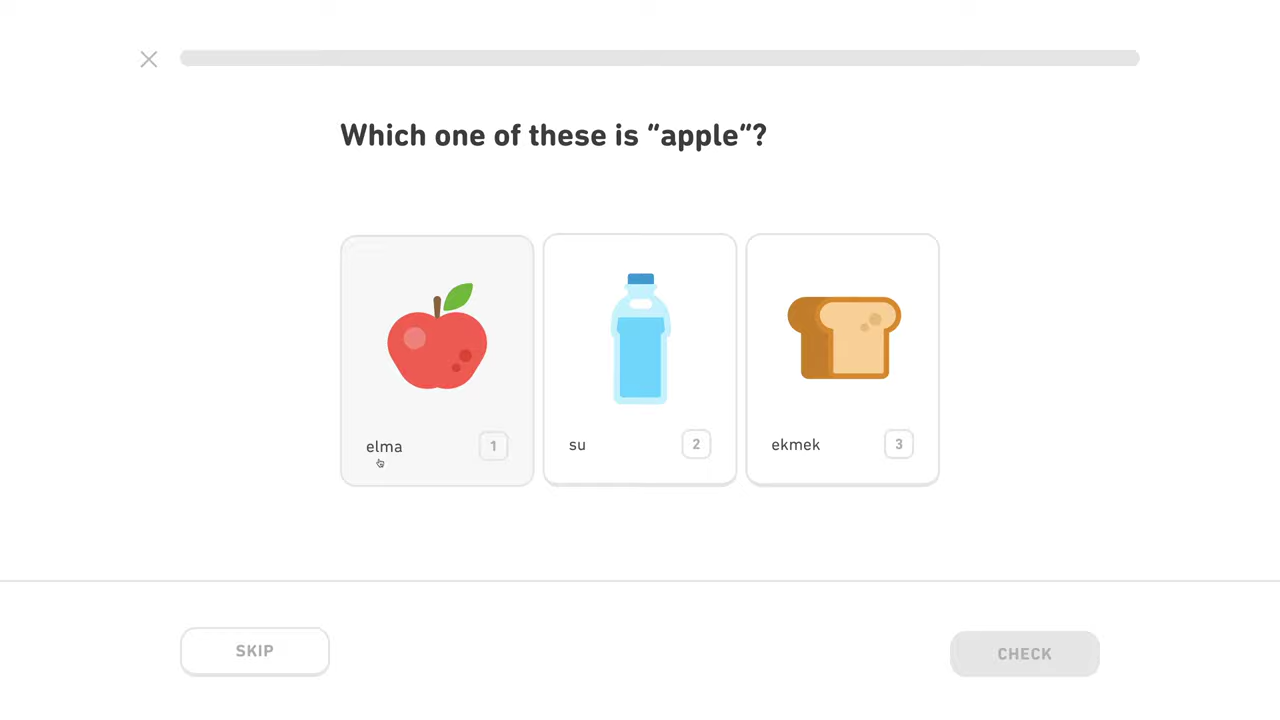 Which one of these is “apple“?
elma 1
su 2
ekmek 3
SKIP
CHECK